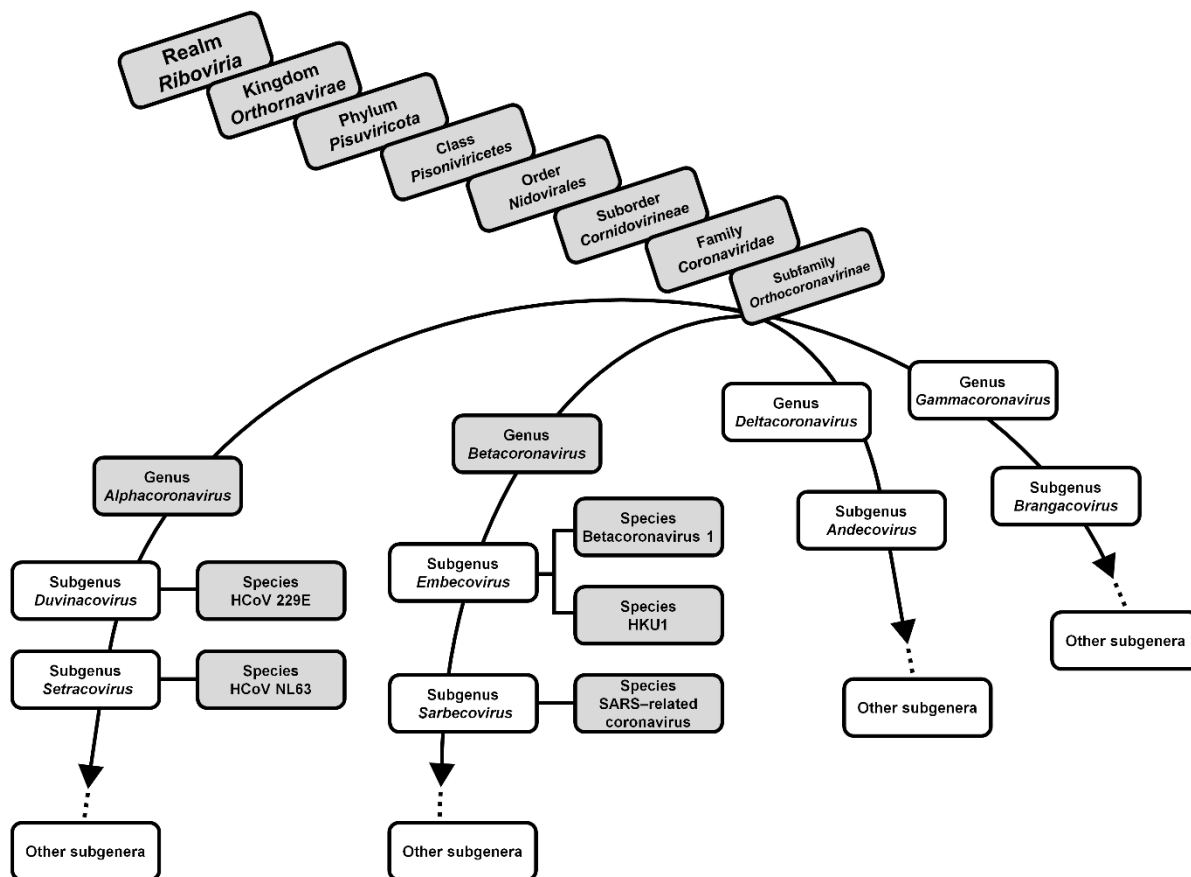 Realm
Riboviria
Kingdom
Orthornavirae
Phylum
Pisuviricota
Class
Pisoniviricetes
Order
Nidovirales
Suborder
Cornidovirineae
Family
Coronaviridae
Subfamily
Orthocoronavirinae
Genus
Alphacoronavirus
Subgenus
Duvinacovirus
Species
HCoV 229E
Subgenus
Setracovirus
Species
HCoV NL63
Other subgenera
Genus
Betacoronavirus
Subgenus
Embecovirus
Species
Betacoronavirus 1
Species
HKU1
Subgenus
Sarbecovirus
Species
SARS–related
coronavirus
Other subgenera
Genus
Deltacoronavirus
Subgenus
Andecovirus
Other subgenera
Genus
Gammacoronavirus
Subgenus
Brangacovirus
Other subgenera